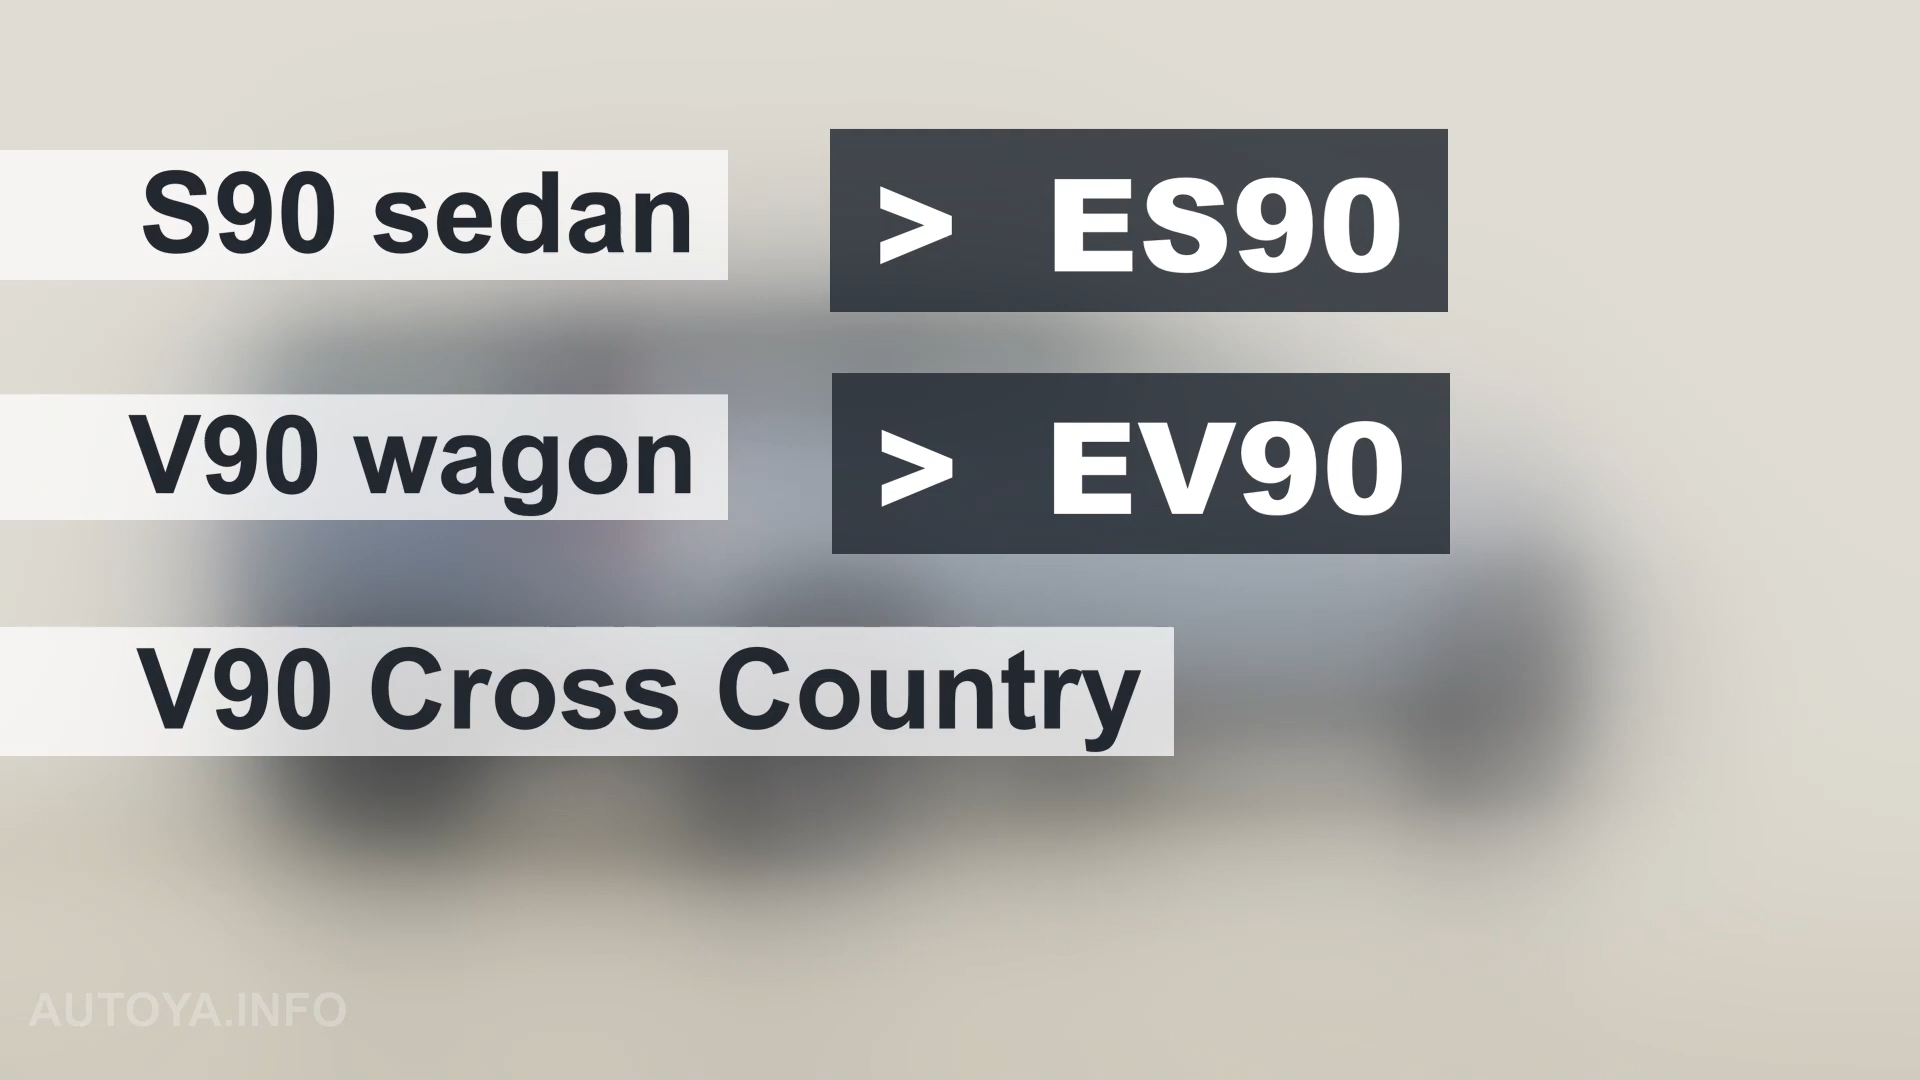 S90 sedan > ES90
V90 wagon > EV90
V90 Cross Country
AUTOYA.INFO